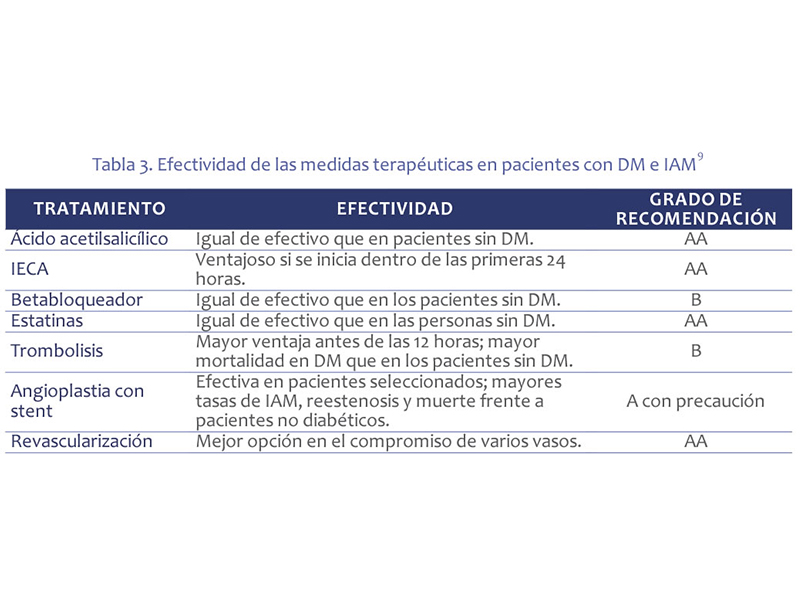 Tabla 3. Efectividad de las medidas terapéuticas en pacientes con DM e IAM9
TRATAMIENTO EFECTIVIDAD GRADO DE RECOMENDACIÓN
Ácido acetilsalicílico Igual de efectivo que en pacientes sin DM. AA
IECA Ventajoso si se inicia dentro de las primeras 24
horas. AA
Betabloqueador Igual de efectivo que en los pacientes sin DM. B
Estatinas Igual de efectivo que en las personas sin DM. AA
Trombolisis Mayor ventaja antes de las 12 horas; mayor
mortalidad en DM que en los pacientes sin DM. B
Angioplastia con
stent Efectiva en pacientes seleccionados; mayores
tasas de IAM, reestenosis y muerte frente a
pacientes no diabéticos. A con precaución
Revascularización Mejor opción en el compromiso de varios vasos. AA